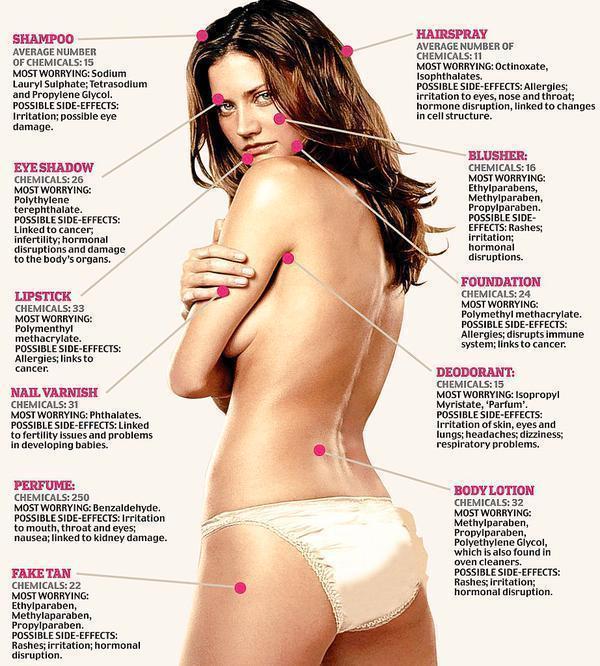 SHAMPOO
AVERAGE NUMBER
OF CHEMICALS: 15
MOST WORRYING: Sodium
Lauryl Sulphate; Tetrasodium
and Propylene Glycol.
POSSIBLE SIDE-EFFECTS:
Irritation; possible eye
damage.
EYE SHADOW
CHEMICALS: 26
MOST WORRYING:
Polythylene
terephthalate.
POSSIBLE SIDE-EFFECTS:
Linked to cancer;
infertility; hormonal
disruptions and damage
to the body's organs.
LIPSTICK
CHEMICALS: 33
MOST WORRYING:
Polymenthyl
methacrylate.
POSSIBLE SIDE-EFFECTS:
Allergies; links to
cancer.
NAIL VARNISH
CHEMICALS: 31
MOST WORRYING: Phthalates.
POSSIBLE SIDE-EFFECTS: Linked
to fertility issues and problems
in developing babies.
PERFUME:
CHEMICALS: 250
MOST WORRYING: Benzaldehyde.
POSSIBLE SIDE-EFFECTS: Irritation
to mouth, throat and eyes;
nausea; linked to kidney damage.
FAKE TAN
CHEMICALS: 22
MOST WORRYING:
Ethylparaben,
Methylaparaben,
Propylparaben.
POSSIBLE SIDE-EFFECTS:
Rashes; irritation; hormonal
disruption.
HAIRSPRAY
AVERAGE NUMBER OF
CHEMICALS: 11
MOST WORRYING: Octinoxate,
Isophthalates.
POSSIBLE SIDE-EFFECTS: Allergies;
irritation to eyes, nose and throat;
hormone disruption, linked to changes
in cell structure.
BLUSHER:
CHEMICALS: 16
MOST WORRYING:
Ethylparabens,
Methylparaben,
Propylparaben.
POSSIBLE SIDE-
EFFECTS: Rashes;
irritation;
hormonal
disruptions.
FOUNDATION
CHEMICALS: 24
MOST WORRYING:
Polymethyl methacrylate.
POSSIBLE SIDE-EFFECTS:
Allergies; disrupts immune
system; links to cancer.
DEODORANT:
CHEMICALS: 15
MOST WORRYING: Isopropyl
Myristate, 'Parfum'.
POSSIBLE SIDE-EFFECTS:
Irritation of skin, eyes and
lungs; headaches; dizziness;
respiratory problems.
BODY LOTION
CHEMICALS: 32
MOST WORRYING:
Methylparaben,
Propylparaben,
Polyethylene Glycol,
which is also found in
oven cleaners.
POSSIBLE SIDE-EFFECTS:
Rashes; irritation;
hormonal disruption.